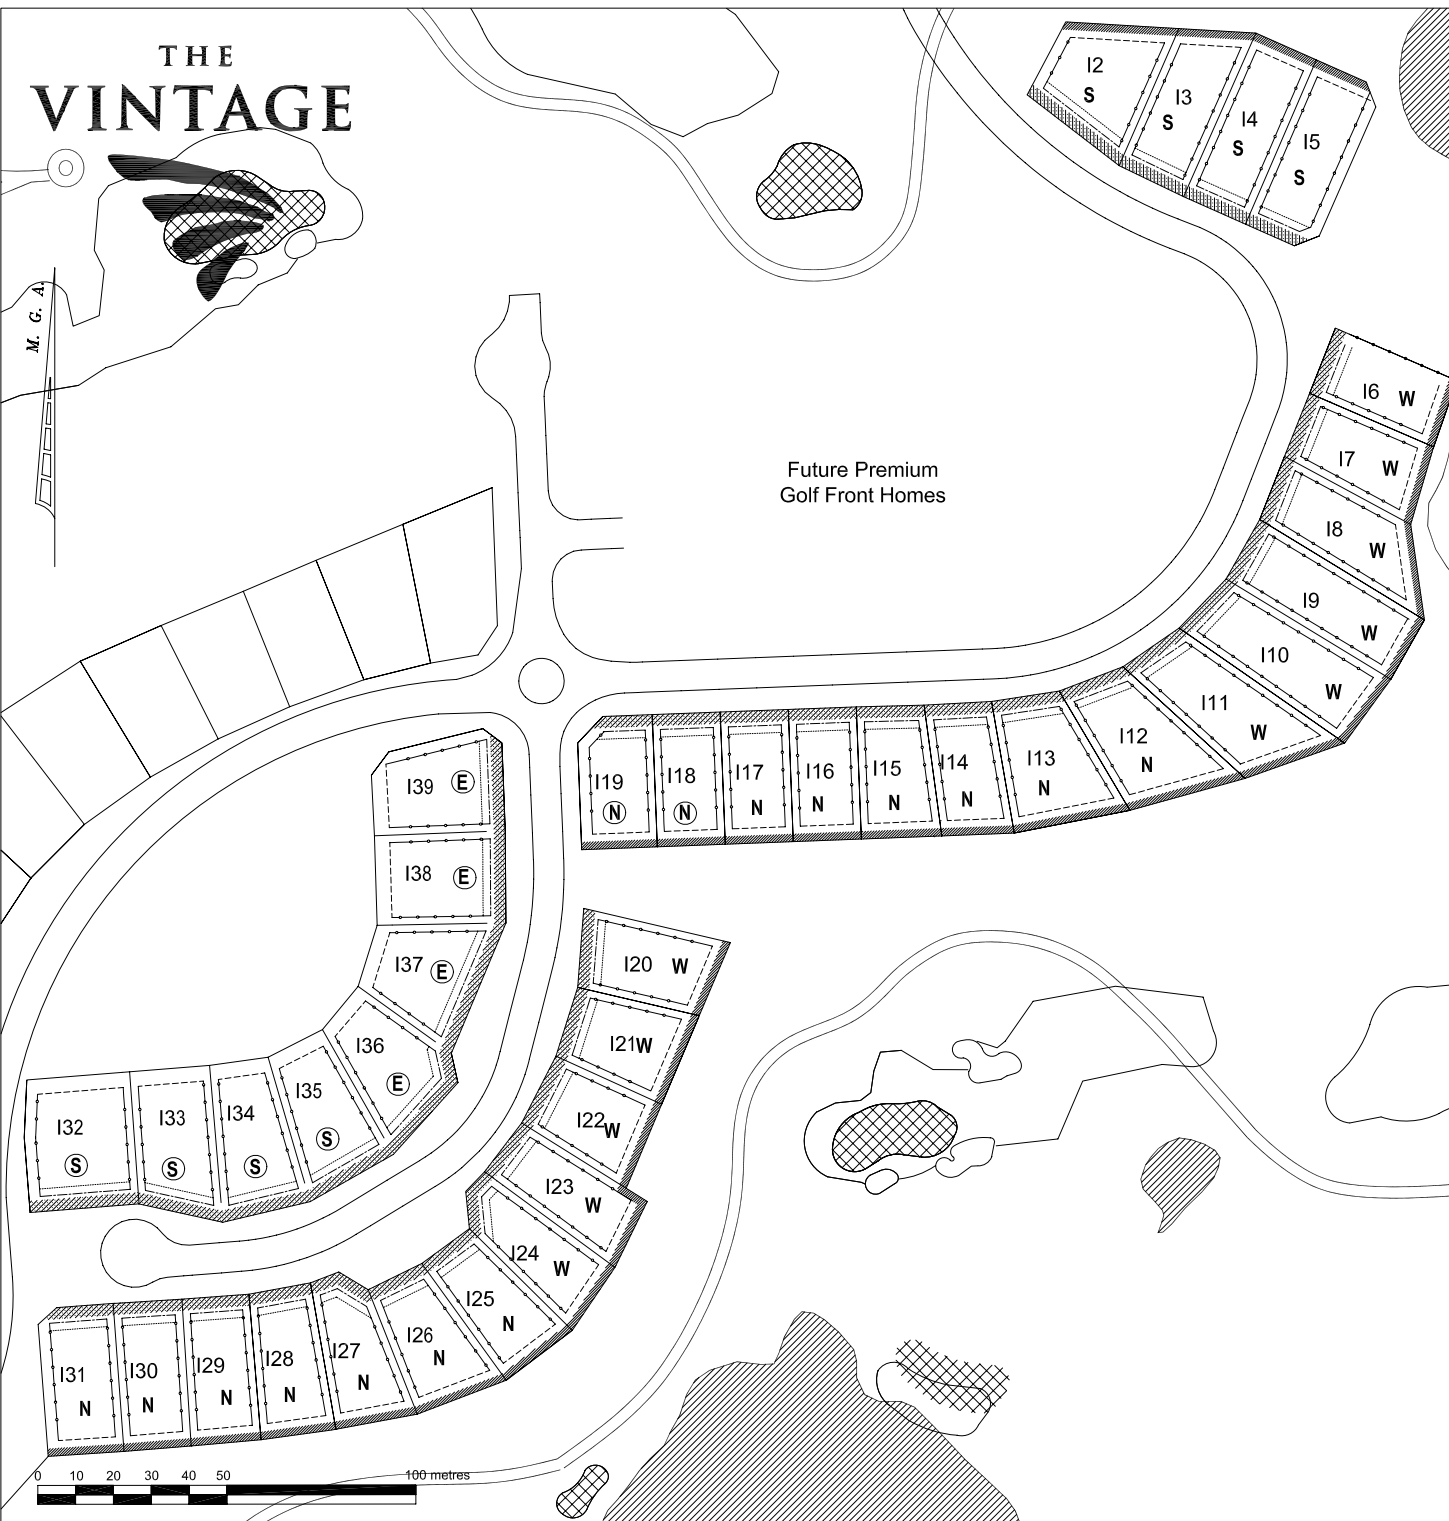 THE
VINTAGE
M. G. A.
I2
S
I3
S
I4
S
I5
S
I6 W
I7 W
I8
W
I9
W
I10
W
I11
W
I12
N
I13
N
I14
N
I15
N
I16
N
I17
N
I18
N
I19
N
Future Premium
Golf Front Homes
I39 E
I38 E
I37 E
I36
E
I35
S
I34
S
I33
S
I32
S
I20 W
I21 W
I22 W
I23
W
I24
W
I25
N
I26
N
I27
N
I28
N
I29
N
I30
N
I31
N
0 10 20 30 40 50 100 metres